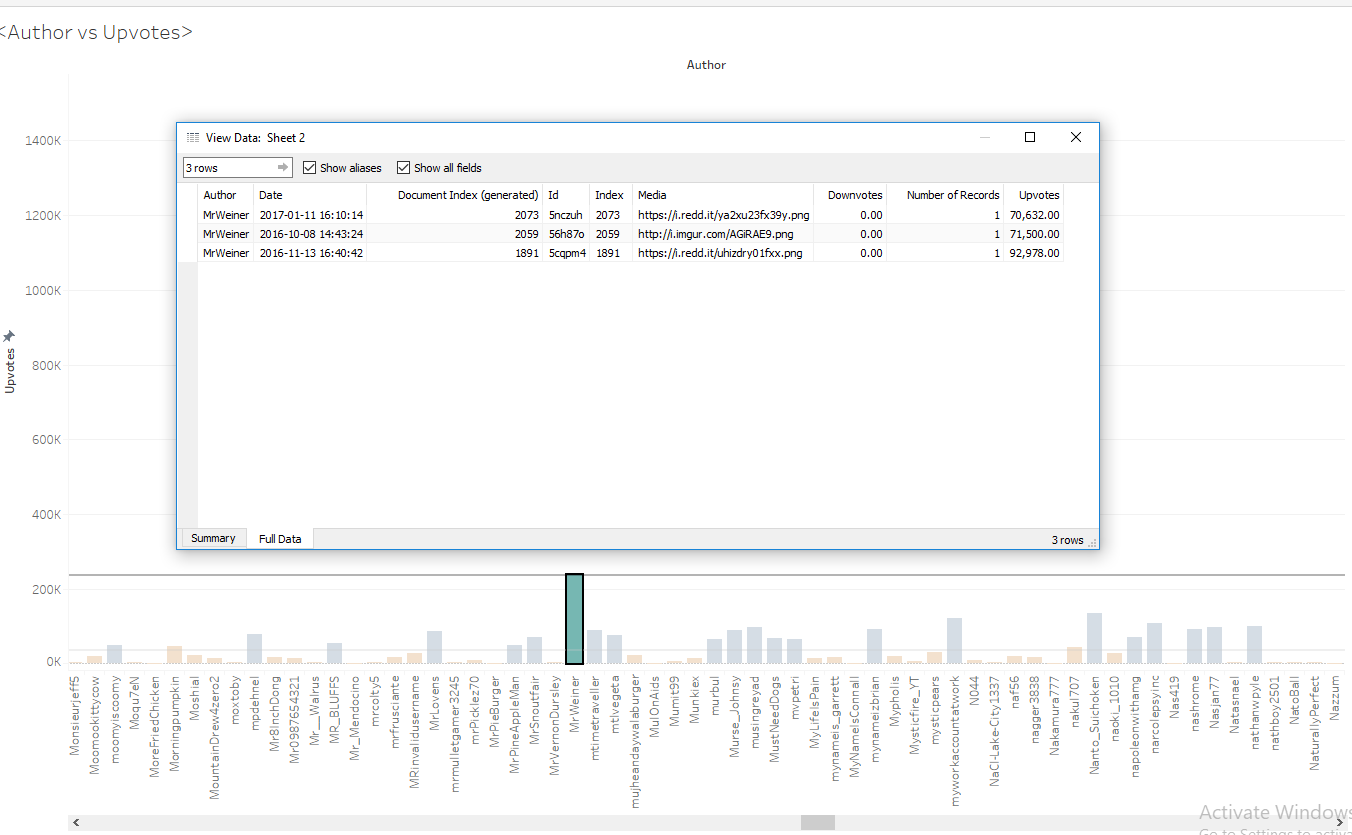 <Author vs Upvotes>
Author
View Data: Sheet 2
3 rows Show aliases Show all fields
Author Date Document Index (generated) Id Index Media Downvotes Number of Records Upvotes
MrWeiner 2017-01-11 16:10:14 2073 5nczuh 2073 https://i.redd.it/ya2xu23fx39y.png 0.00 1 70,632.00
MrWeiner 2016-10-08 14:43:24 2059 56h87o 2059 http://i.imgur.com/AGiRAE9.png 0.00 1 71,500.00
MrWeiner 2016-11-13 16:40:42 1891 5cqpm4 1891 https://i.redd.it/uhizdry01fxx.png 0.00 1 92,978.00
Summary Full Data 3 rows
1400K
1200K
1000K
800K
600K
400K
200K
0K
Upvotes
Monsieurjeff5
Moomookittycow
moomyiscoomy
Moqu7eN
MoreFriedChicken
Morningpumpkin
Moshial
MountainDrew4zero2
moxtoby
mpdehnel
Mr8InchDong
Mr0987654321
Mr__Walrus
MR_BLUFFS
Mr_Mendocino
mrcolty5
mrfrusciante
MRinvalidusername
MrLovens
mrmulletgamer3245
mrPicklez70
MrPieBurger
MrPineAppleMan
MrSnoutfair
MrVernonDursley
MrWeiner
mtimetraveller
mtlvegeta
mujheandaywalaburger
MulOnAids
Mumit99
Munkiex
murbul
Murse_Johnsy
musingreyad
MustNeedDogs
mvpetri
MyLifeIsPain
mynameis_garrett
MyNameIsConnall
mynameizbrian
Mypholis
Mysticfire_YT
mysticpears
myworkaccountatwork
N044
NaCl-Lake-City1337
naf56
nagger3838
Nakamura777
nakul707
Nanto_Suichoken
naoki_1010
napoleonwithamg
narcolepsyinc
Nas419
nashrome
Nasjan77
Natasnael
nathanwpyle
nathboy2501
NatoBall
NaturallyPerfect
Nazzum
Activate Windows
Go to Settings to activa